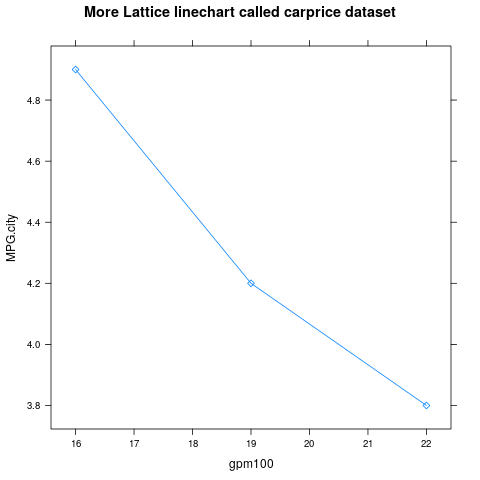 More Lattice linechart called carprice dataset
4.8
4.6
4.4
4.2
4.0
3.8
MPG.city
16 17 18 19 20 21 22
gpm100